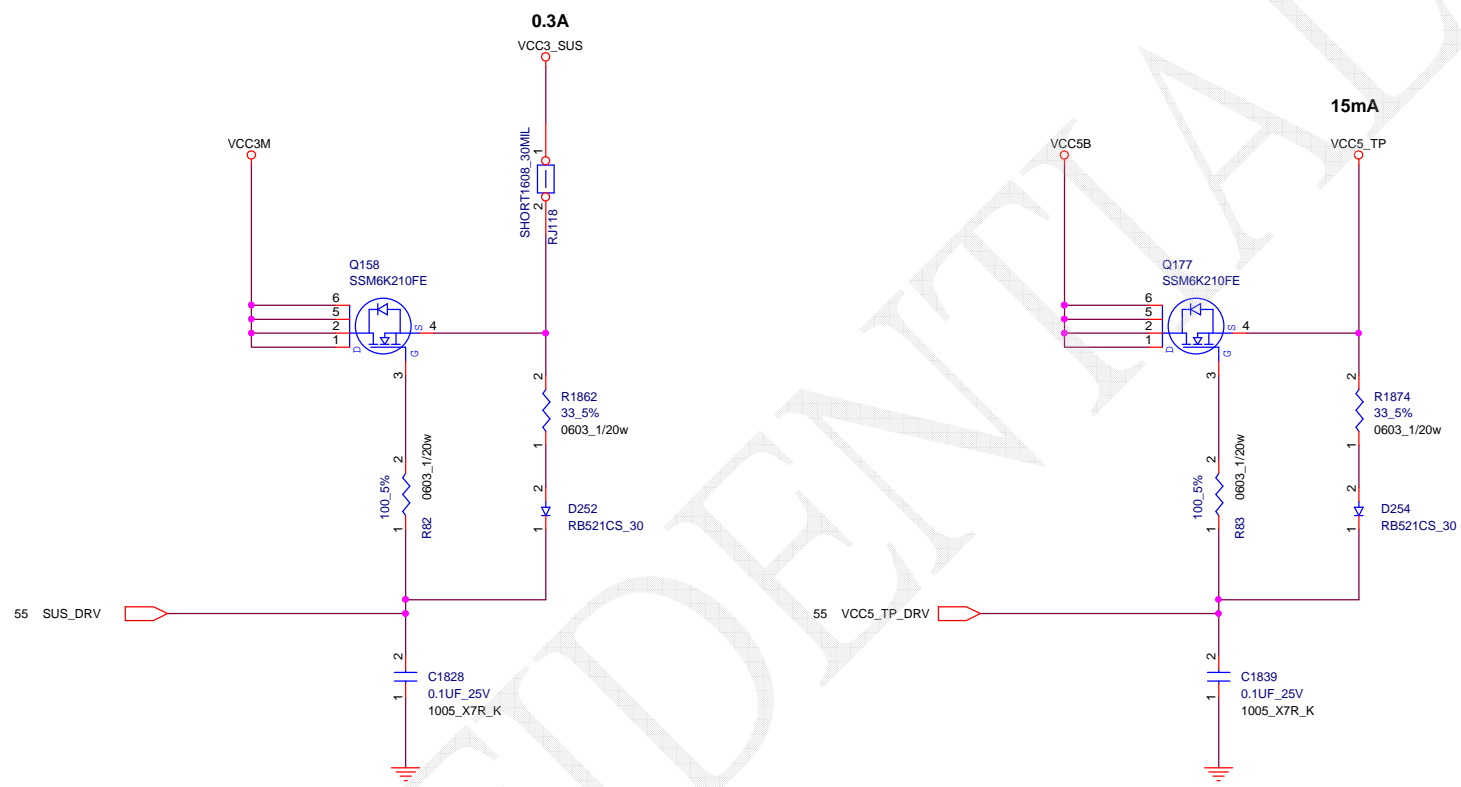 0.3A
VCC3_SUS
SHORT1608_30MIL
1
2
RJ118
VCC3M
Q158
SSM6K210FE
6
5
2
1
D
S
G
4
3
2
R1862
33_5%
0603_1/20w
1
2
100_5%
0603_1/20w
1
R82
2
D252
RB521CS_30
1
55 SUS_DRV
2
C1828
0.1UF_25V
1005_X7R_K
1
15mA
VCC5B
VCC5_TP
Q177
SSM6K210FE
6
5
2
1
D
S
G
4
3
2
R1874
33_5%
0603_1/20w
1
2
100_5%
0603_1/20w
1
R83
2
D254
RB521CS_30
1
55 VCC5_TP_DRV
2
C1839
0.1UF_25V
1005_X7R_K
1
FIDENTIAL